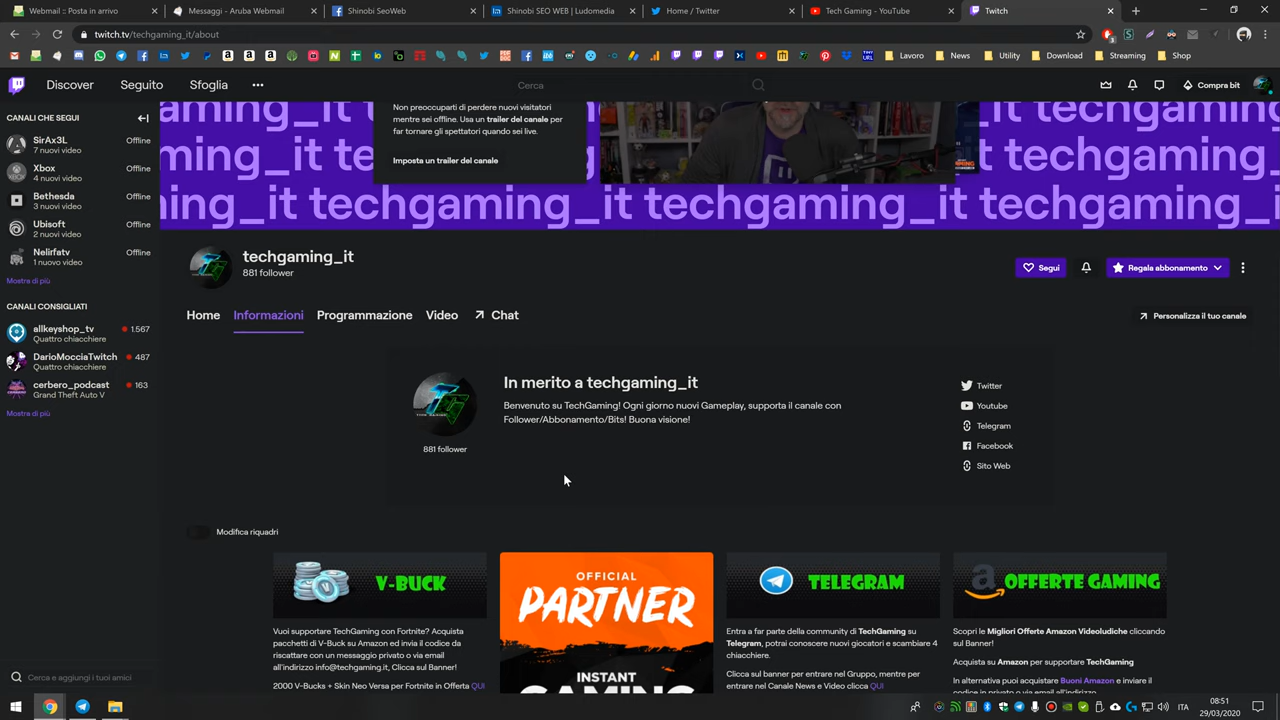 Webmail :: Posta in arrivo
Messaggi - Aruba Webmail
Shinobi SeoWeb
Shinobi SEO WEB | Ludomedia
Home / Twitter
Tech Gaming - YouTube
Twitch
twitch.tv/techgaming_it/about
Lavoro
News
Utility
Download
Streaming
Shop
Discover
Seguito
Sfoglia
Cerca
Compra bit
CANALI CHE SEGUI
SirAx3L
Offline
7 nuovi video
Xbox
Offline
4 nuovi video
Bethesda
Offline
3 nuovi video
Ubisoft
Offline
2 nuovi video
Nelirfatv
Offline
1 nuovo video
Mostra di più
CANALI CONSIGLIATI
allkeyshop_tv
1.567
Quattro chiacchiere
DarioMocciaTwitch
487
Quattro chiacchiere
cerbero_podcast
163
Grand Theft Auto V
Mostra di più
Cerca e aggiungi i tuoi amici
Non preoccuparti di perdere nuovi visitatori
mentre sei offline. Usa un trailer del canale per
far tornare gli spettatori quando sei live.
Imposta un trailer del canale
techgaming_it
881 follower
Segui
Regala abbonamento
Home
Informazioni
Programmazione
Video
Chat
Personalizza il tuo canale
In merito a techgaming_it
Benvenuto su TechGaming! Ogni giorno nuovi Gameplay, supporta il canale con
Follower/Abbonamento/Bits! Buona visione!
881 follower
Twitter
Youtube
Telegram
Facebook
Sito Web
Modifica riquadri
V-BUCK
Vuoi supportare TechGaming con Fortnite? Acquista
pacchetti di V-Buck su Amazon ed invia il codice da
riscattare con un messaggio privato o via email
all'indirizzo info@techgaming.it, Clicca sul Banner!
2000 V-Bucks + Skin Neo Versa per Fortnite in Offerta QUI
OFFICIAL
PARTNER
INSTANT
GAMING
TELEGRAM
Entra a far parte della community di TechGaming su
Telegram, potrai conoscere nuovi giocatori e scambiare 4
chiacchiere.
Clicca sul banner per entrare nel Gruppo, mentre per
entrare nel Canale News e Video clicca QUI
OFFERTE GAMING
Scopri le Migliori Offerte Amazon Videoludiche cliccando
sul Banner!
Acquista su Amazon per supportare TechGaming
In alternativa puoi acquistare Buoni Amazon e inviare il
codice in privato o via email all'indirizzo
ITA
08:51
29/03/2020